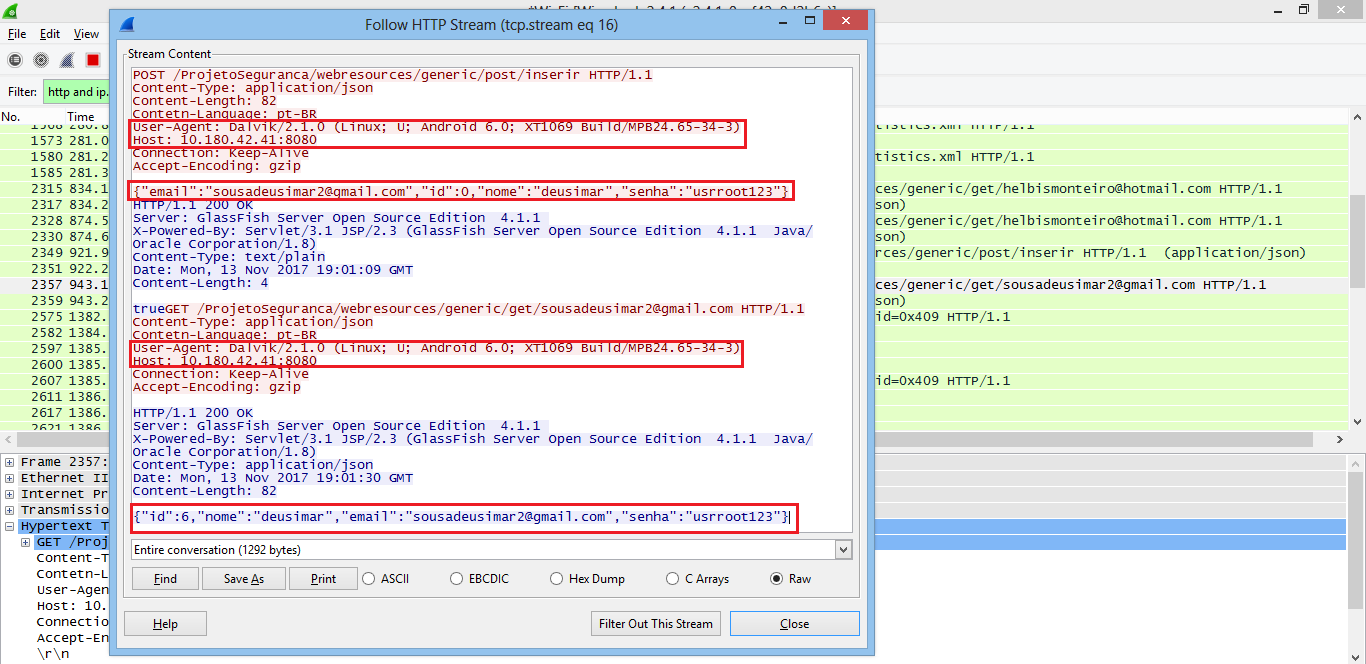 Follow HTTP Stream (tcp.stream eq 16)
File Edit View
Filter: http and ip.
No. Time
1573 281.0
1580 281.2
1585 281.3
2315 834.1
2317 834.2
2328 874.5
2330 874.6
2349 921.9
2351 922.2
2357 943.1
2359 943.2
2575 1382.
2582 1384.
2597 1385.
2600 1385.
2607 1385.
2611 1386.
2617 1386.
2621 1386.
Stream Content
POST /ProjetoSeguranca/webresources/generic/post/inserir HTTP/1.1
Content-Type: application/json
Content-Length: 82
Contetn-Language: pt-BR
User-Agent: Dalvik/2.1.0 (Linux; U; Android 6.0; XT1069 Build/MPB24.65-34-3)
Host: 10.180.42.41:8080
Connection: Keep-Alive
Accept-Encoding: gzip
{"email":"sousadeusimar2@gmail.com","id":0,"nome":"deusimar","senha":"usrroot123"}
HTTP/1.1 200 OK
Server: GlassFish Server Open Source Edition 4.1.1
X-Powered-By: Servlet/3.1 JSP/2.3 (GlassFish Server Open Source Edition 4.1.1 Java/
Oracle Corporation/1.8)
Content-Type: text/plain
Date: Mon, 13 Nov 2017 19:01:09 GMT
Content-Length: 4
trueGET /ProjetoSeguranca/webresources/generic/get/sousadeusimar2@gmail.com HTTP/1.1
Content-Type: application/json
Contetn-Language: pt-BR
User-Agent: Dalvik/2.1.0 (Linux; U; Android 6.0; XT1069 Build/MPB24.65-34-3)
Host: 10.180.42.41:8080
Connection: Keep-Alive
Accept-Encoding: gzip
HTTP/1.1 200 OK
Server: GlassFish Server Open Source Edition 4.1.1
X-Powered-By: Servlet/3.1 JSP/2.3 (GlassFish Server Open Source Edition 4.1.1 Java/
Oracle Corporation/1.8)
Content-Type: application/json
Date: Mon, 13 Nov 2017 19:01:30 GMT
Content-Length: 82
{"id":6,"nome":"deusimar","email":"sousadeusimar2@gmail.com","senha":"usrroot123"}
Entire conversation (1292 bytes)
Find Save As Print ASCII EBCDIC Hex Dump C Arrays Raw
Help Filter Out This Stream Close
tistics.xml HTTP/1.1
tistics.xml HTTP/1.1
ces/generic/get/helbismonteiro@hotmail.com HTTP/1.1
son)
ces/generic/get/helbismonteiro@hotmail.com HTTP/1.1
son)
rces/generic/post/inserir HTTP/1.1 (application/json)
ces/generic/get/sousadeusimar2@gmail.com HTTP/1.1
son)
id=0x409 HTTP/1.1
id=0x409 HTTP/1.1
Frame 2357:
Ethernet II
Internet Pr
Transmissio
Hypertext T
GET /Proj
Content-T
Contetn-L
User-Agen
Host: 10.
Connectio
Accept-En
\r\n